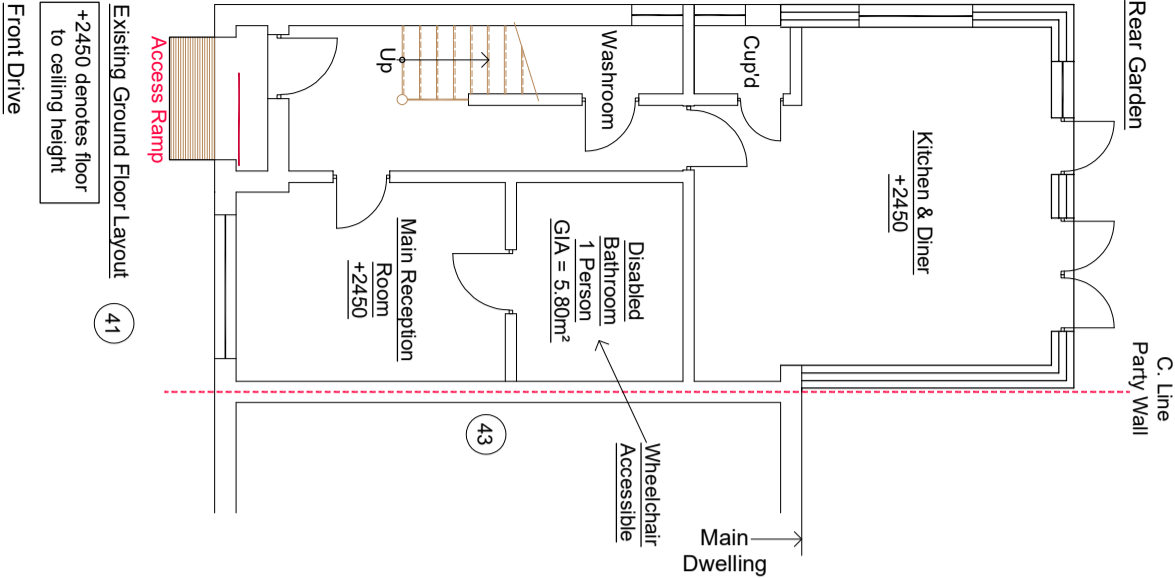 Rear Garden
C. Line
Party Wall
Kitchen & Diner
+2450
Cup'd
Washroom
Up
Disabled
Bathroom
1 Person
GIA = 5.80m²
Main Reception
Room
+2450
Wheelchair
Accessible
Main
Dwelling
43
41
Access Ramp
Existing Ground Floor Layout
+2450 denotes floor
to ceiling height
Front Drive